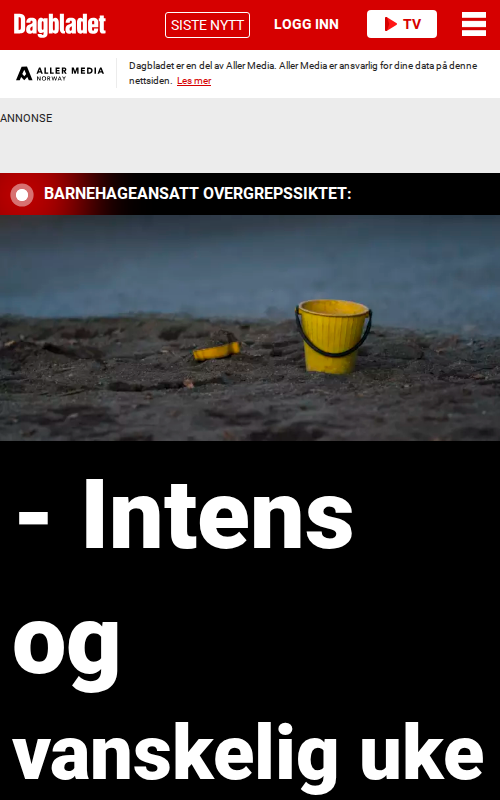 Dagbladet
SISTE NYTT
LOGG INN
TV
ALLER MEDIA
NORWAY
Dagbladet er en del av Aller Media. Aller Media er ansvarlig for dine data på denne
nettsiden. Les mer
ANNONSE
BARNEHAGEANSATT OVERGREPSSIKTET:
- Intens
og
vanskelig uke